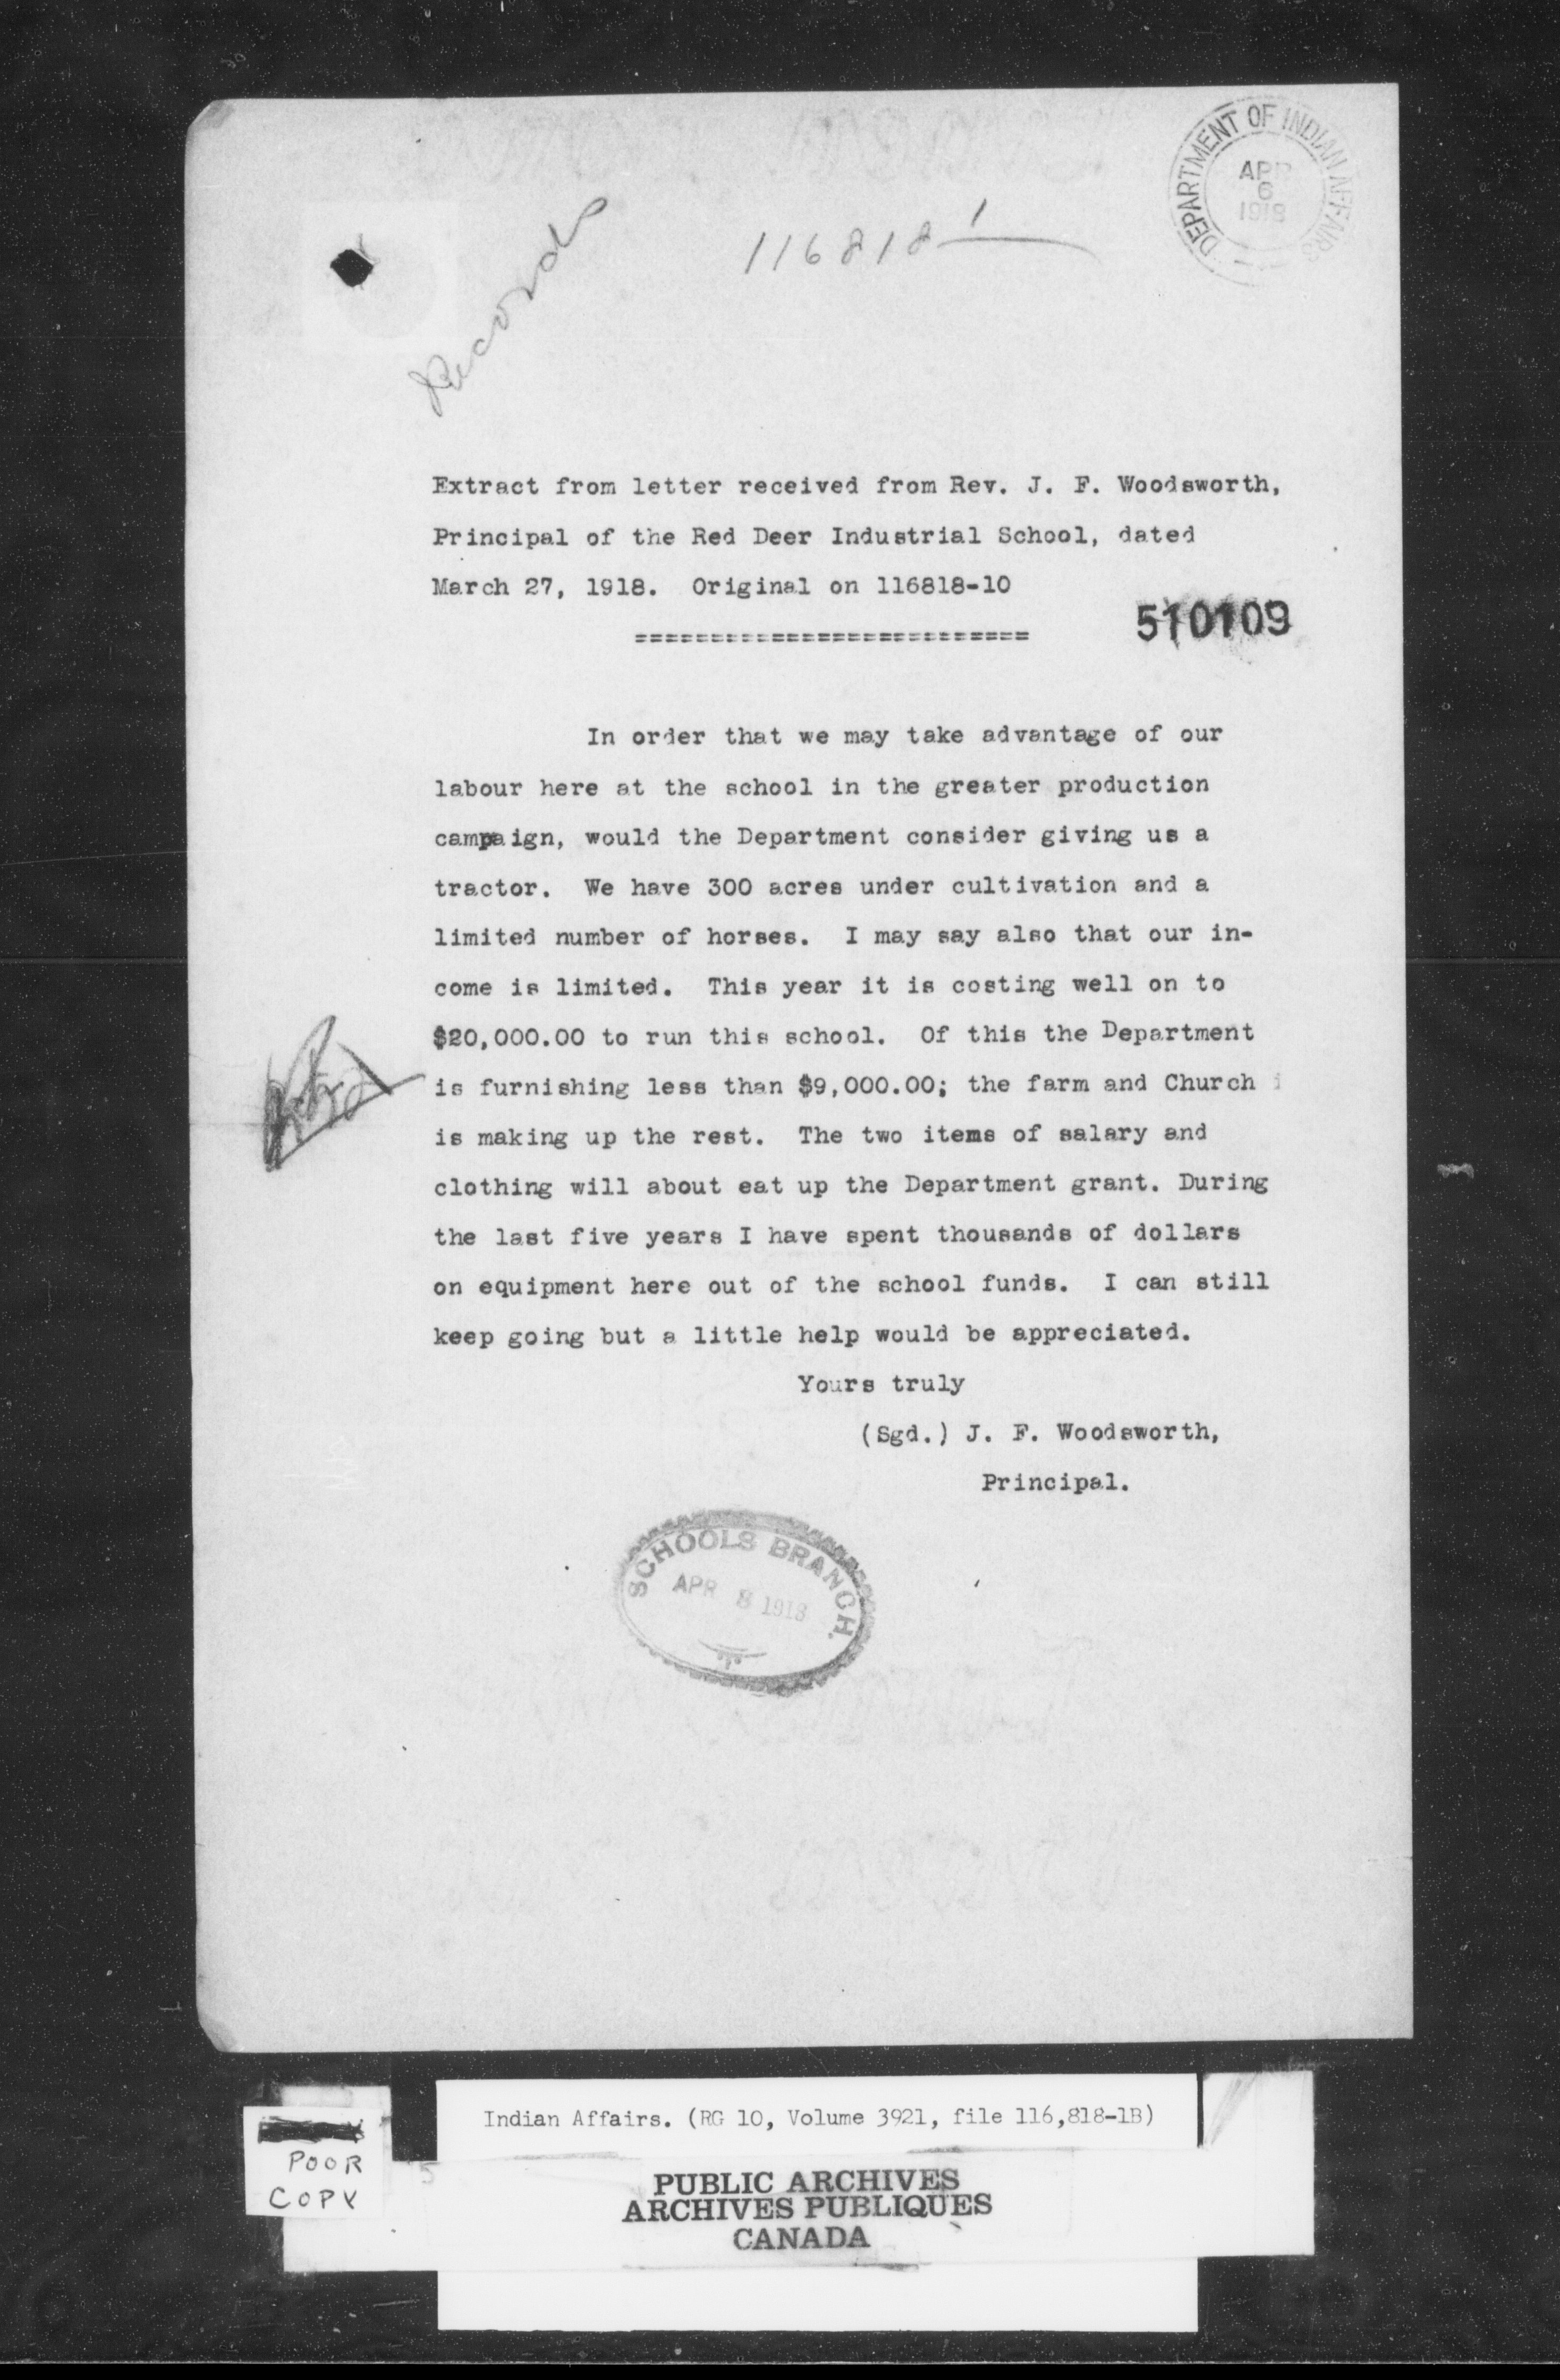 DEPARTMENT OF INDIAN AFFAIRS
APR
6
1918
Records
116818-1
Extract from letter received from Rev. J. F. Woodsworth,
Principal of the Red Deer Industrial School, dated
March 27, 1918. Original on 116818-10
==========================
510109
In order that we may take advantage of our
labour here at the school in the greater production
campaign, would the Department consider giving us a
tractor. We have 300 acres under cultivation and a
limited number of horses. I may say also that our in-
come is limited. This year it is costing well on to
$20,000.00 to run this school. Of this the Department
is furnishing less than $9,000.00; the farm and Church i
is making up the rest. The two items of salary and
clothing will about eat up the Department grant. During
the last five years I have spent thousands of dollars
on equipment here out of the school funds. I can still
keep going but a little help would be appreciated.
Yours truly
(Sgd.) J. F. Woodsworth,
Principal.
SCHOOLS BRANCH.
APR 8 1918
Indian Affairs. (RG 10, Volume 3921, file 116,818-1B)
POOR
COPY
PUBLIC ARCHIVES
ARCHIVES PUBLIQUES
CANADA